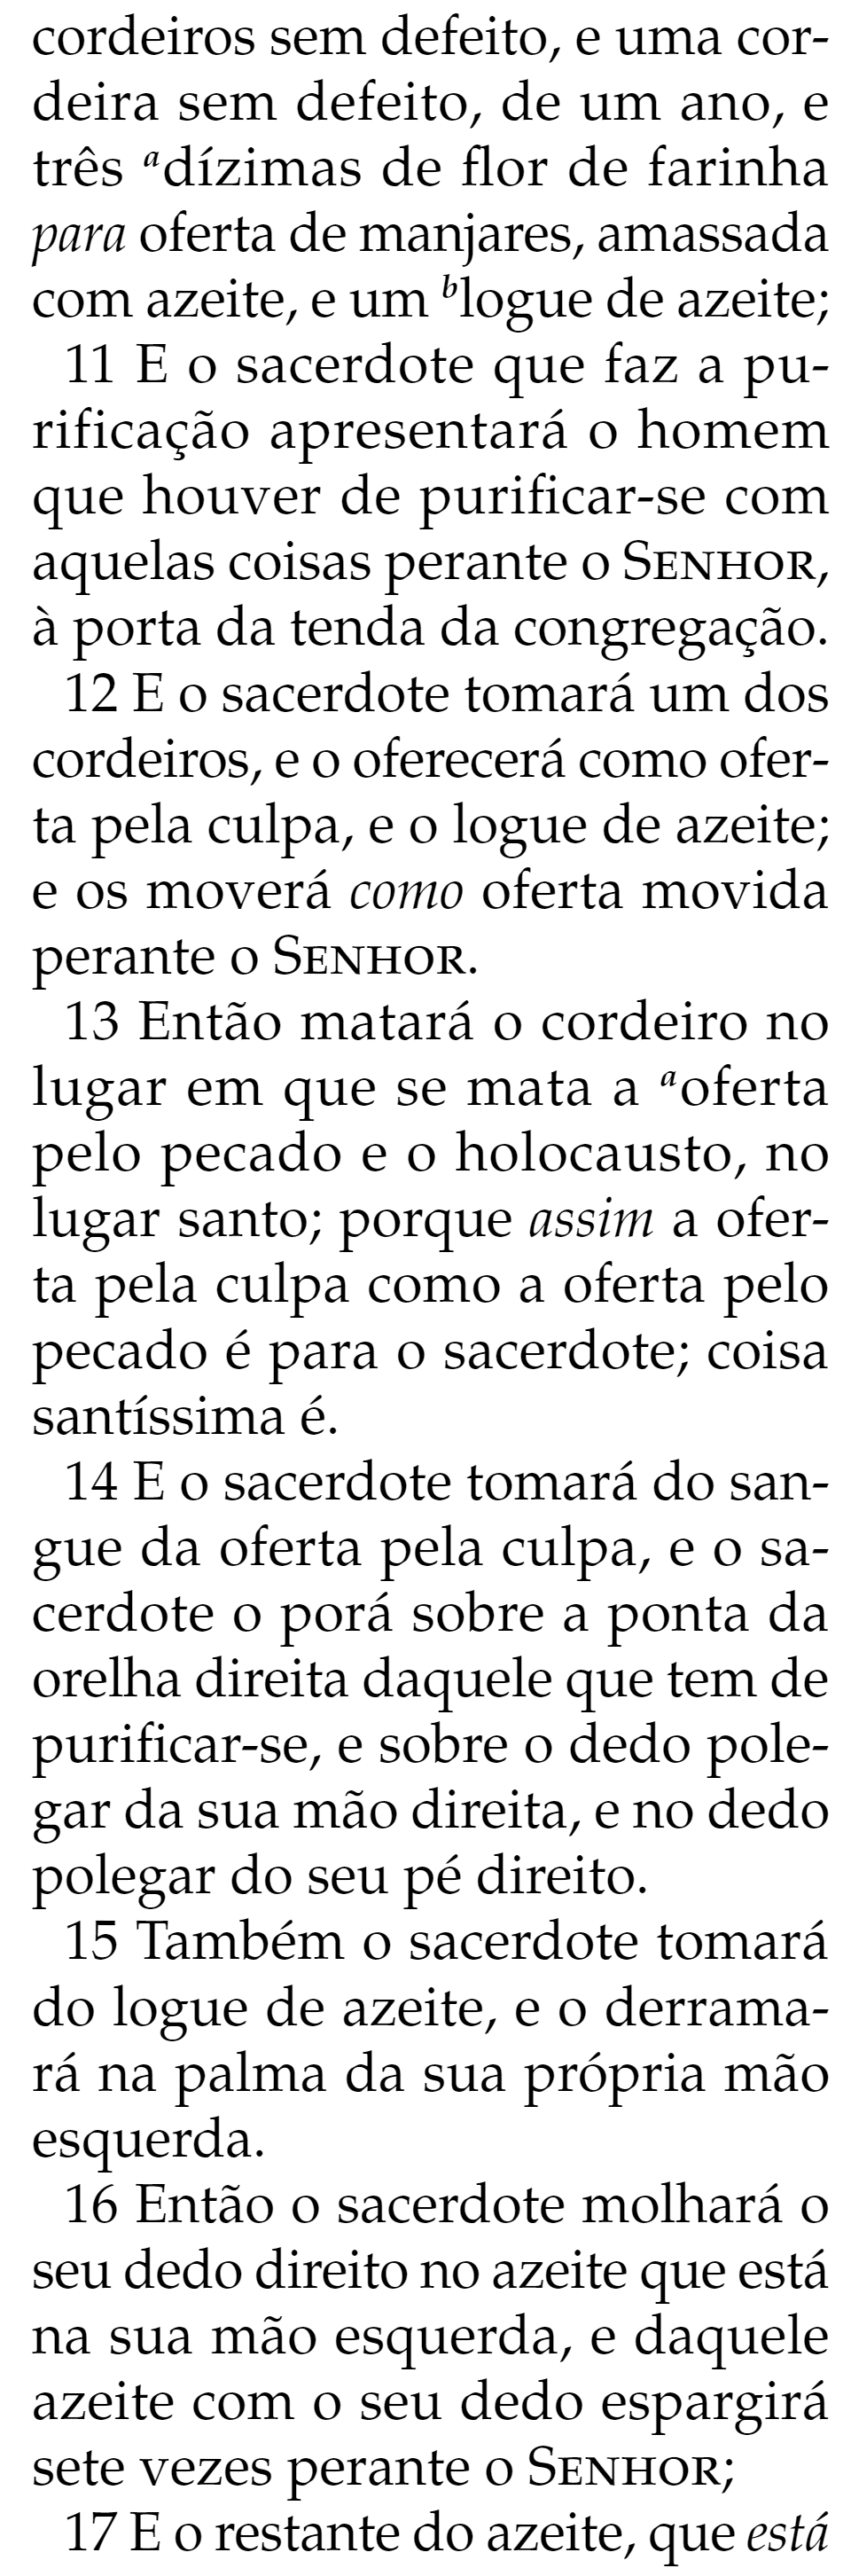 cordeiros sem defeito, e uma cor-
deira sem defeito, de um ano, e
três ᵃdízimas de flor de farinha
para oferta de manjares, amassada
com azeite, e um ᵇlogue de azeite;
11 E o sacerdote que faz a pu-
rificação apresentará o homem
que houver de purificar-se com
aquelas coisas perante o SENHOR,
à porta da tenda da congregação.
12 E o sacerdote tomará um dos
cordeiros, e o oferecerá como ofer-
ta pela culpa, e o logue de azeite;
e os moverá como oferta movida
perante o SENHOR.
13 Então matará o cordeiro no
lugar em que se mata a ᵃoferta
pelo pecado e o holocausto, no
lugar santo; porque assim a ofer-
ta pela culpa como a oferta pelo
pecado é para o sacerdote; coisa
santíssima é.
14 E o sacerdote tomará do san-
gue da oferta pela culpa, e o sa-
cerdote o porá sobre a ponta da
orelha direita daquele que tem de
purificar-se, e sobre o dedo pole-
gar da sua mão direita, e no dedo
polegar do seu pé direito.
15 Também o sacerdote tomará
do logue de azeite, e o derrama-
rá na palma da sua própria mão
esquerda.
16 Então o sacerdote molhará o
seu dedo direito no azeite que está
na sua mão esquerda, e daquele
azeite com o seu dedo espargirá
sete vezes perante o SENHOR;
17 E o restante do azeite, que está